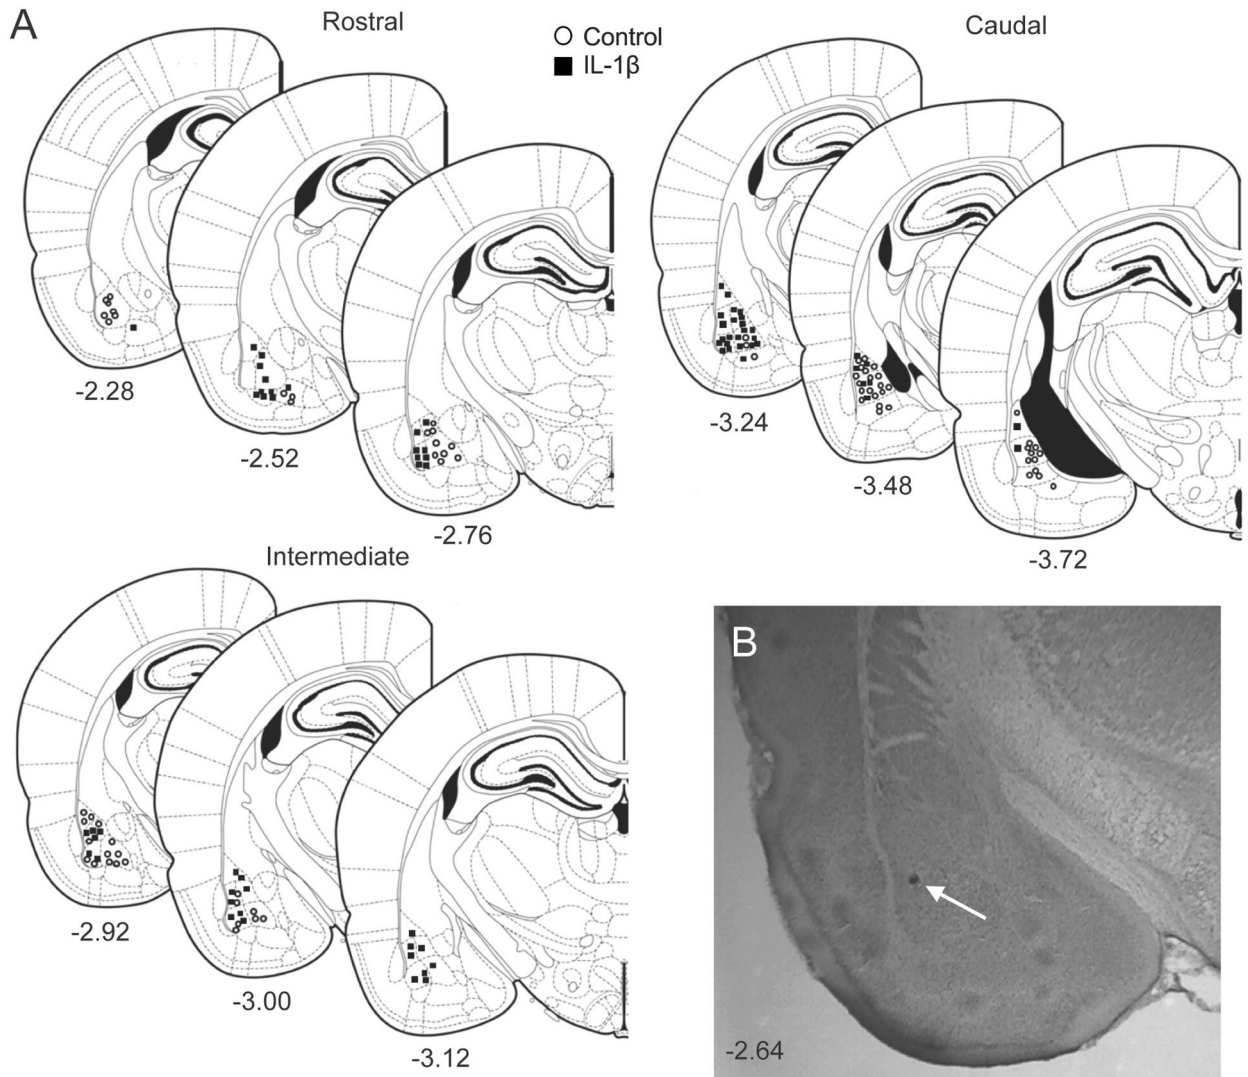 A
Rostral
Control
IL-1β
Caudal
-2.28
-2.52
-2.76
-3.24
-3.48
-3.72
Intermediate
-2.92
-3.00
-3.12
B
-2.64